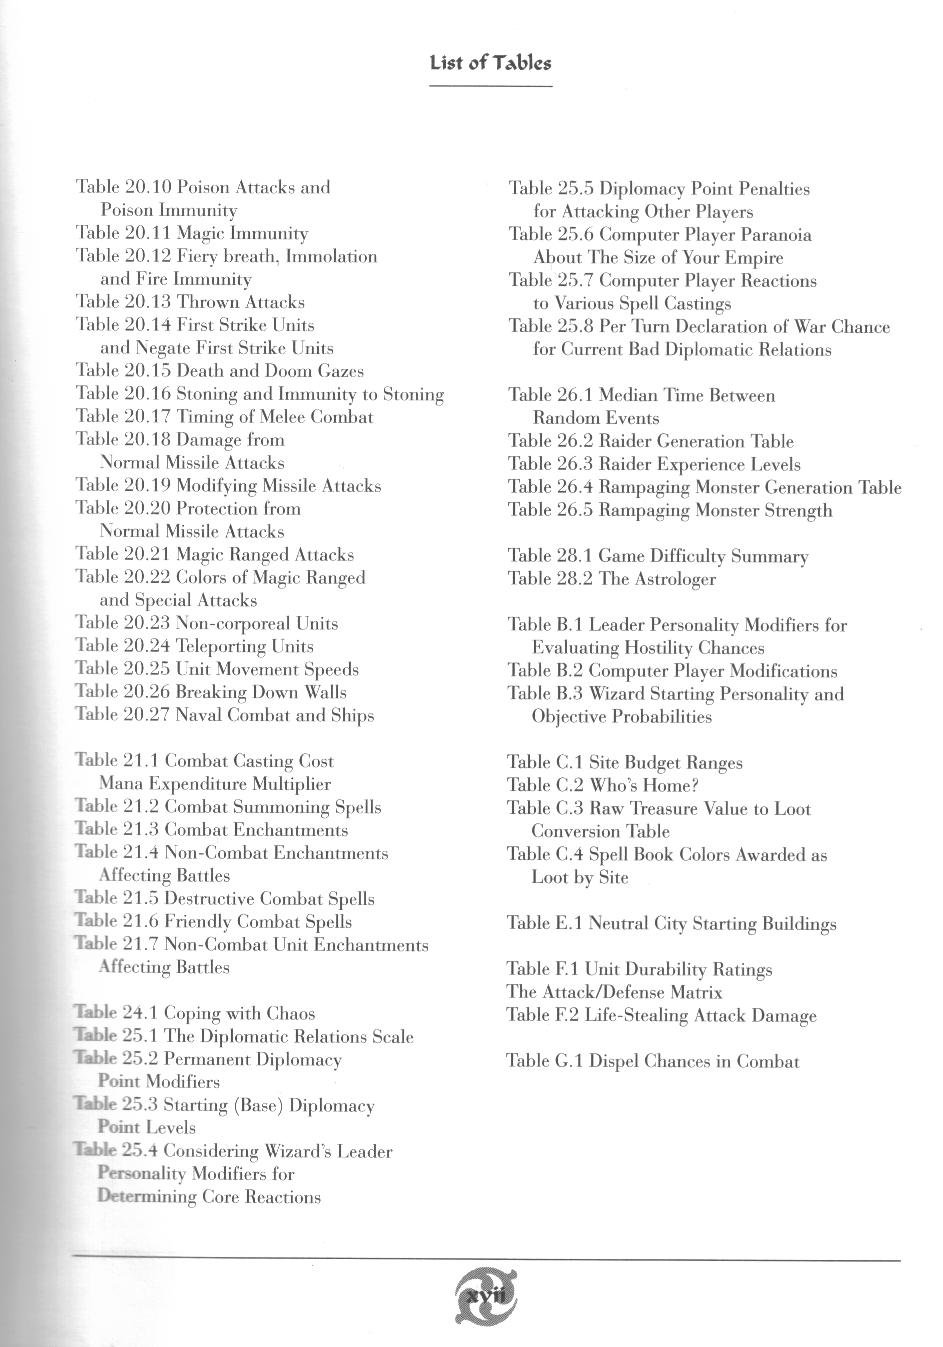 List of Tables
Table 20.10 Poison Attacks and
Poison Immunity
Table 20.11 Magic Immunity
Table 20.12 Fiery breath, Immolation
and Fire Immunity
Table 20.13 Thrown Attacks
Table 20.14 First Strike Units
and Negate First Strike Units
Table 20.15 Death and Doom Gazes
Table 20.16 Stoning and Immunity to Stoning
Table 20.17 Timing of Melee Combat
Table 20.18 Damage from
Normal Missile Attacks
Table 20.19 Modifying Missile Attacks
Table 20.20 Protection from
Normal Missile Attacks
Table 20.21 Magic Ranged Attacks
Table 20.22 Colors of Magic Ranged
and Special Attacks
Table 20.23 Non-corporeal Units
Table 20.24 Teleporting Units
Table 20.25 Unit Movement Speeds
Table 20.26 Breaking Down Walls
Table 20.27 Naval Combat and Ships
Table 21.1 Combat Casting Cost
Mana Expenditure Multiplier
Table 21.2 Combat Summoning Spells
Table 21.3 Combat Enchantments
Table 21.4 Non-Combat Enchantments
Affecting Battles
Table 21.5 Destructive Combat Spells
Table 21.6 Friendly Combat Spells
Table 21.7 Non-Combat Unit Enchantments
Affecting Battles
Table 24.1 Coping with Chaos
Table 25.1 The Diplomatic Relations Scale
Table 25.2 Permanent Diplomacy
Point Modifiers
Table 25.3 Starting (Base) Diplomacy
Point Levels
Table 25.4 Considering Wizard's Leader
Personality Modifiers for
Determining Core Reactions
Table 25.5 Diplomacy Point Penalties
for Attacking Other Players
Table 25.6 Computer Player Paranoia
About The Size of Your Empire
Table 25.7 Computer Player Reactions
to Various Spell Castings
Table 25.8 Per Turn Declaration of War Chance
for Current Bad Diplomatic Relations
Table 26.1 Median Time Between
Random Events
Table 26.2 Raider Generation Table
Table 26.3 Raider Experience Levels
Table 26.4 Rampaging Monster Generation Table
Table 26.5 Rampaging Monster Strength
Table 28.1 Game Difficulty Summary
Table 28.2 The Astrologer
Table B.1 Leader Personality Modifiers for
Evaluating Hostility Chances
Table B.2 Computer Player Modifications
Table B.3 Wizard Starting Personality and
Objective Probabilities
Table C.1 Site Budget Ranges
Table C.2 Who's Home?
Table C.3 Raw Treasure Value to Loot
Conversion Table
Table C.4 Spell Book Colors Awarded as
Loot by Site
Table E.1 Neutral City Starting Buildings
Table F.1 Unit Durability Ratings
The Attack/Defense Matrix
Table F.2 Life-Stealing Attack Damage
Table G.1 Dispel Chances in Combat
xvii